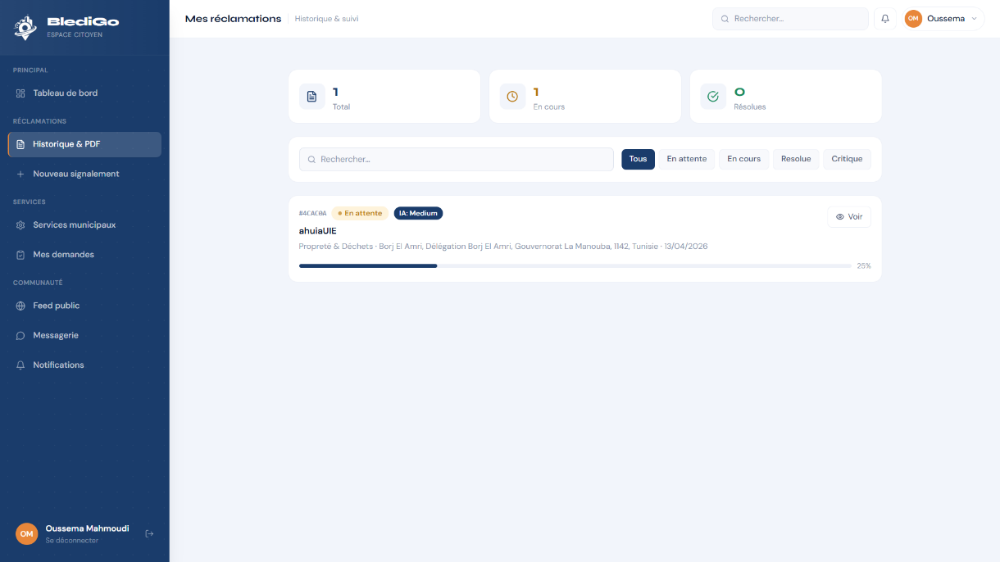 BlediGo
ESPACE CITOYEN
PRINCIPAL
Tableau de bord
RÉCLAMATIONS
Historique & PDF
Nouveau signalement
SERVICES
Services municipaux
Mes demandes
COMMUNAUTÉ
Feed public
Messagerie
Notifications
OM
Oussema Mahmoudi
Se déconnecter
Mes réclamations
Historique & suivi
Rechercher...
OM
Oussema
1
Total
1
En cours
0
Résolues
Rechercher...
Tous
En attente
En cours
Resolue
Critique
#4CAC0A
En attente
IA: Medium
Voir
ahuiaUIE
Propreté & Déchets · Borj El Amri, Délégation Borj El Amri, Gouvernorat La Manouba, 1142, Tunisie · 13/04/2026
25%